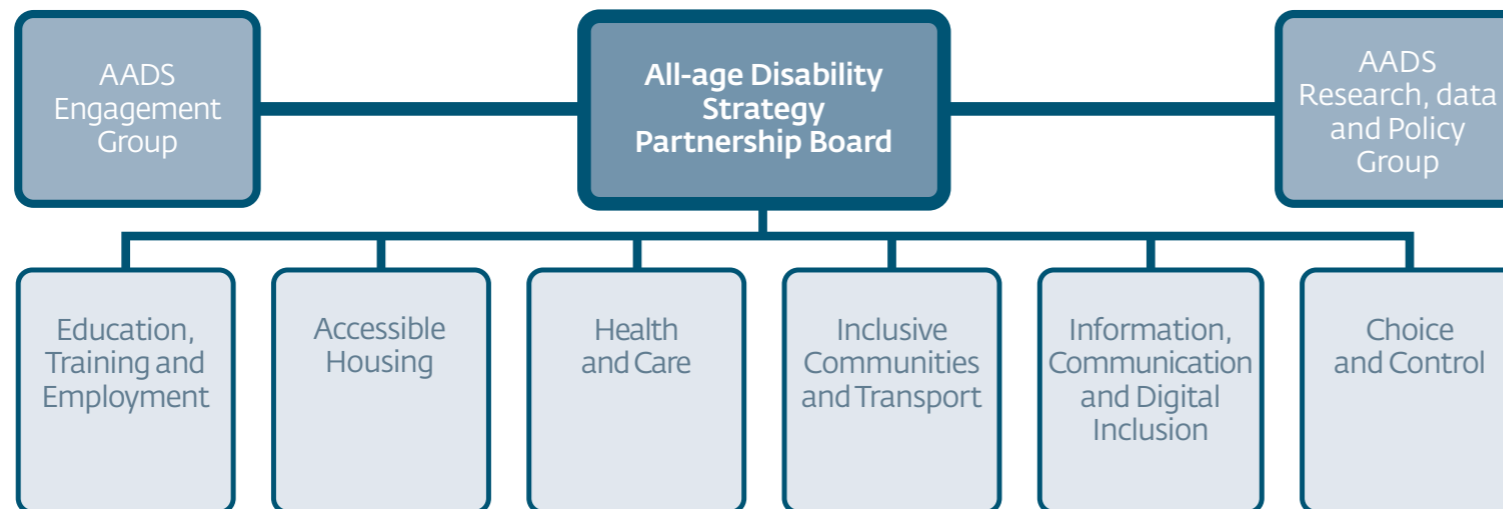 AADS
Engagement
Group
All-age Disability
Strategy
Partnership Board
AADS
Research, data
and Policy
Group
Education,
Training and
Employment
Accessible
Housing
Health
and Care
Inclusive
Communities
and Transport
Information,
Communication
and Digital
Inclusion
Choice
and Control